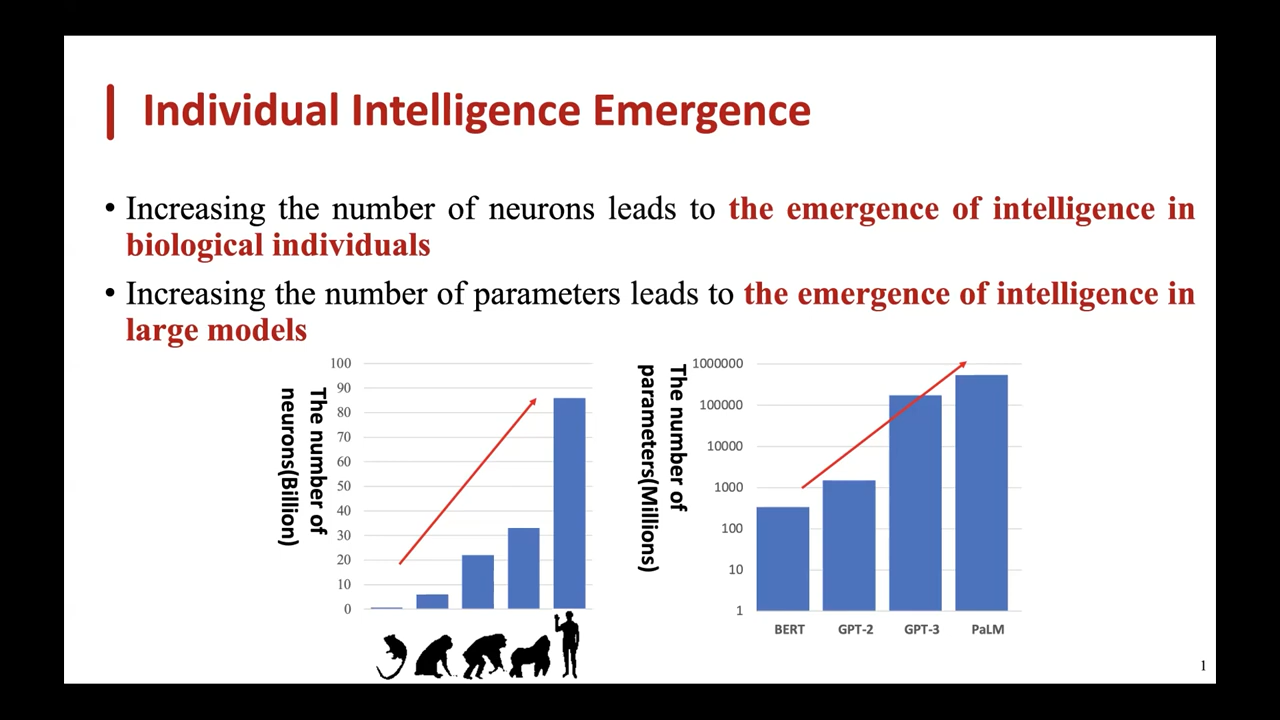 Individual Intelligence Emergence
• Increasing the number of neurons leads to the emergence of intelligence in
biological individuals
• Increasing the number of parameters leads to the emergence of intelligence in
large models
The number of
neurons(Billion)
100
90
80
70
60
50
40
30
20
10
0
The number of
parameters(Millions)
1000000
100000
10000
1000
100
10
1
BERT GPT-2 GPT-3 PaLM
1